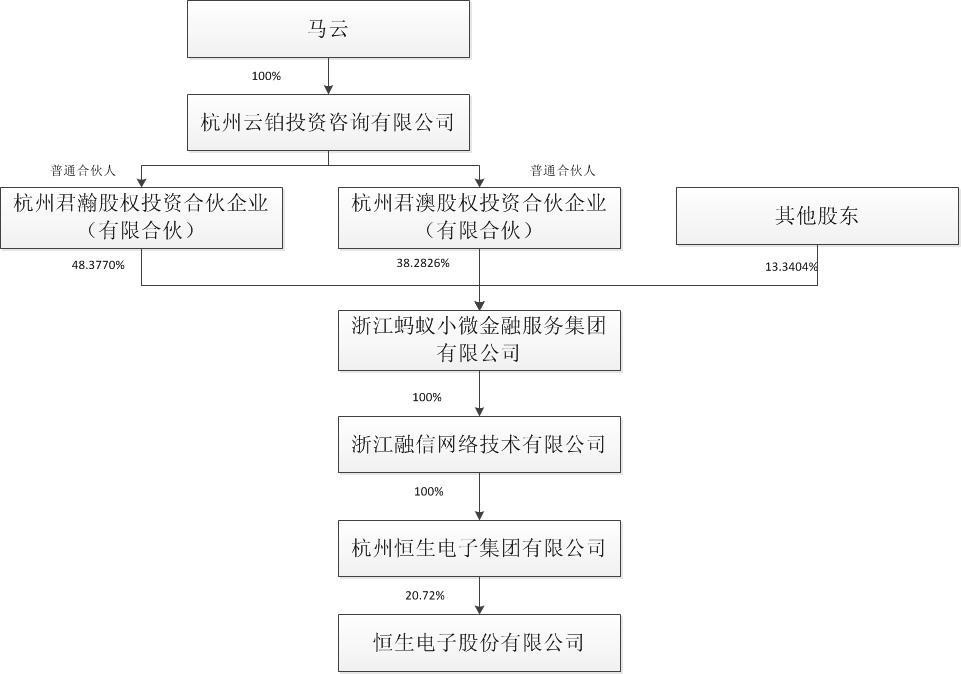 马云
100%
杭州云铂投资咨询有限公司
普通合伙人
普通合伙人
杭州君瀚股权投资合伙企业
（有限合伙）
杭州君澳股权投资合伙企业
（有限合伙）
其他股东
48.3770%
38.2826%
13.3404%
浙江蚂蚁小微金融服务集团
有限公司
100%
浙江融信网络技术有限公司
100%
杭州恒生电子集团有限公司
20.72%
恒生电子股份有限公司